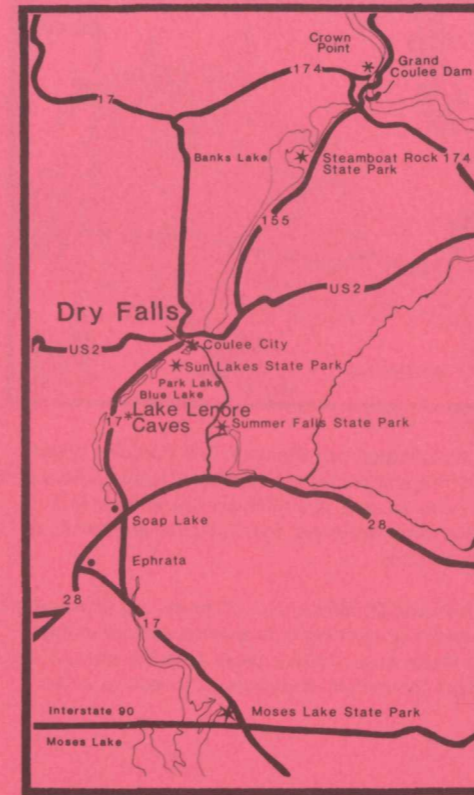 Crown
Point
Grand
Coulee Dam
174
17
Banks Lake
Steamboat Rock
State Park
174
155
US2
Dry Falls
US2
Coulee City
Sun Lakes State Park
Park Lake
Blue Lake
17
Lake Lenore
Caves
Summer Falls State Park
Soap Lake
28
Ephrata
28
17
Interstate 90
Moses Lake State Park
Moses Lake